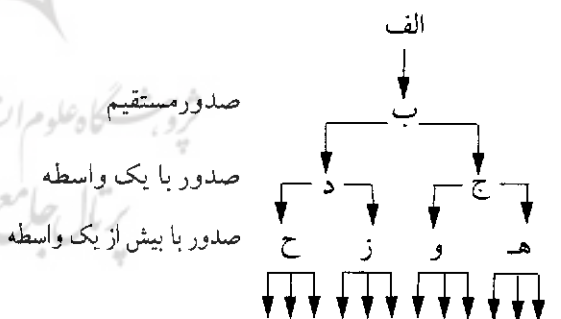 الف
صدور مستقیم
ب
صدور با یک واسطه
ج
د
صدور با بیش از یک واسطه
هـ
و
ز
ح